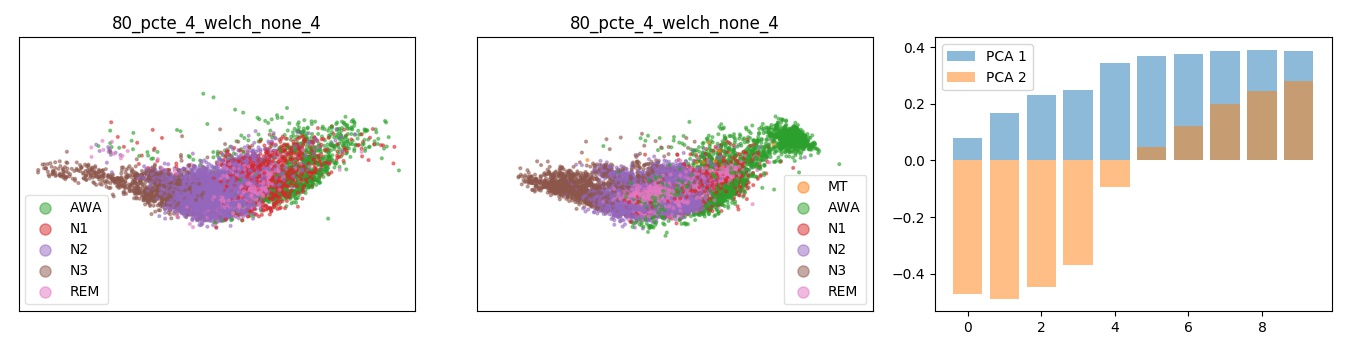 80_pcte_4_welch_none_4
AWA
N1
N2
N3
REM
80_pcte_4_welch_none_4
MT
AWA
N1
N2
N3
REM
PCA 1
PCA 2
0.4
0.2
0.0
−0.2
−0.4
0 2 4 6 8